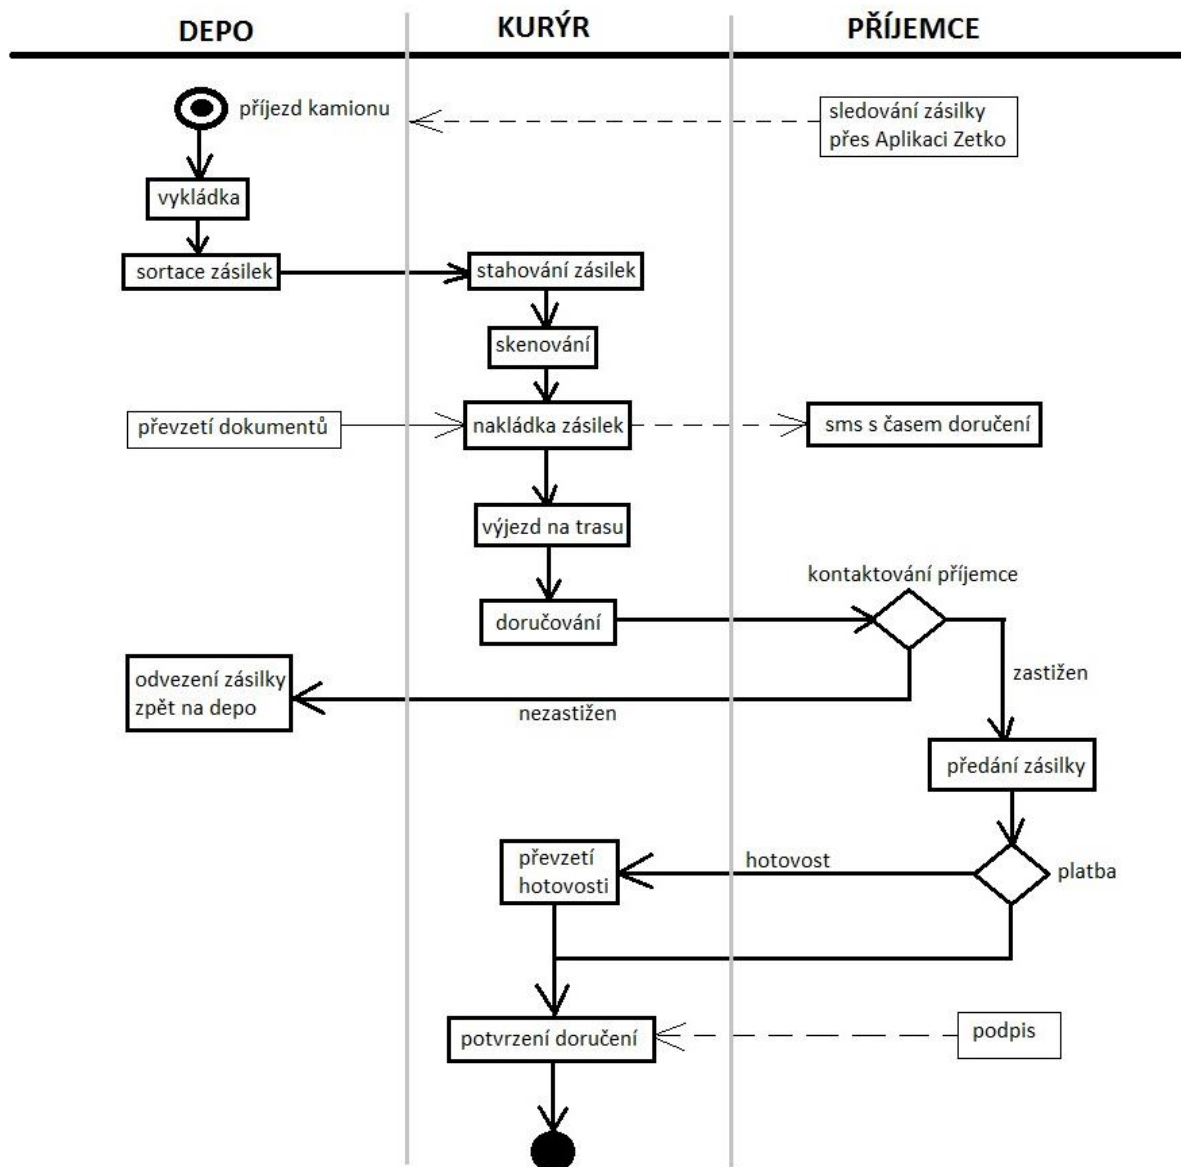 DEPO
KURÝR
PŘÍJEMCE
příjezd kamionu
sledování zásilky
přes Aplikaci Zetko
vykládka
sortace zásilek
stahování zásilek
skenování
převzetí dokumentů
nakládka zásilek
sms s časem doručení
výjezd na trasu
kontaktování příjemce
doručování
odvezení zásilky
zpět na depo
nezastižen
zastižen
předání zásilky
převzetí
hotovosti
hotovost
platba
potvrzení doručení
podpis